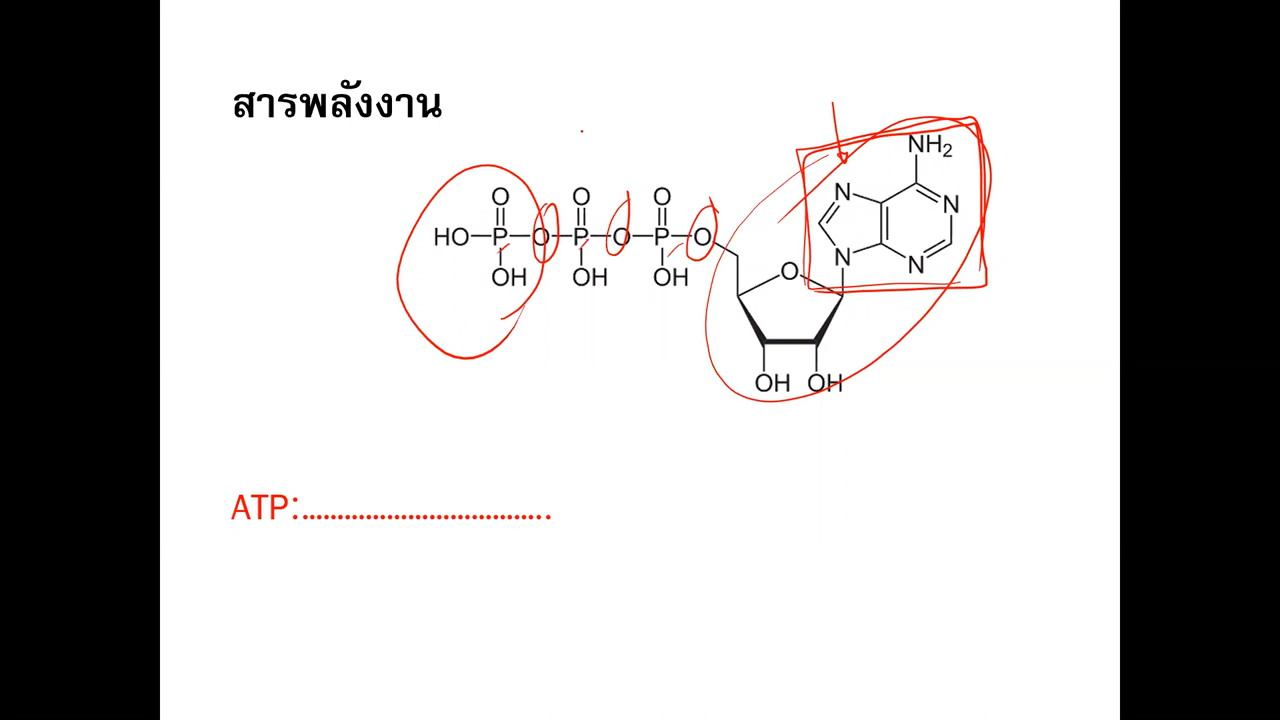 สารพลังงาน
NH2
O O O N N
HO P O P O P O
OH OH OH O N N
OH OH
ATP:......................................